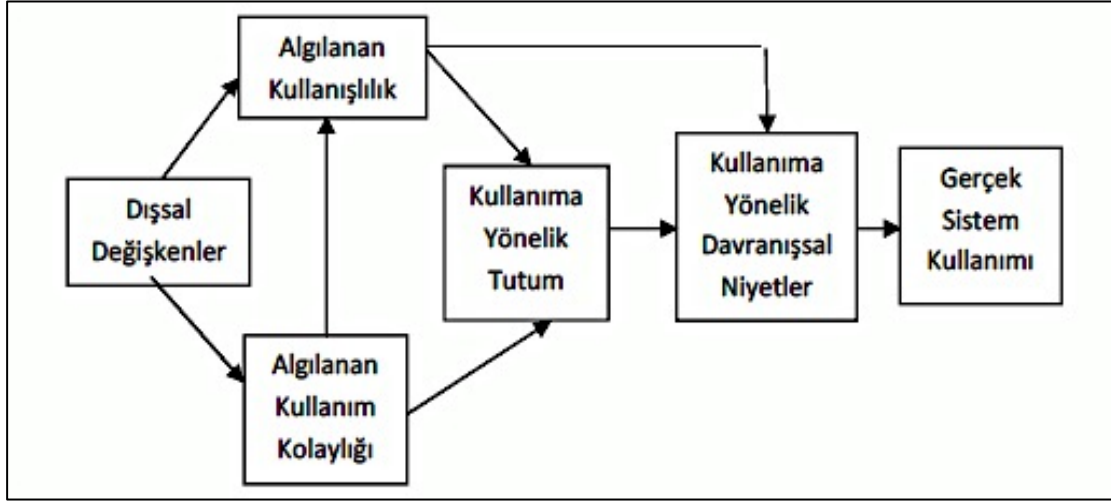 Algılanan
Kullanışlılık
Dışsal
Değişkenler
Algılanan
Kullanım
Kolaylığı
Kullanıma
Yönelik
Tutum
Kullanıma
Yönelik
Davranışsal
Niyetler
Gerçek
Sistem
Kullanımı